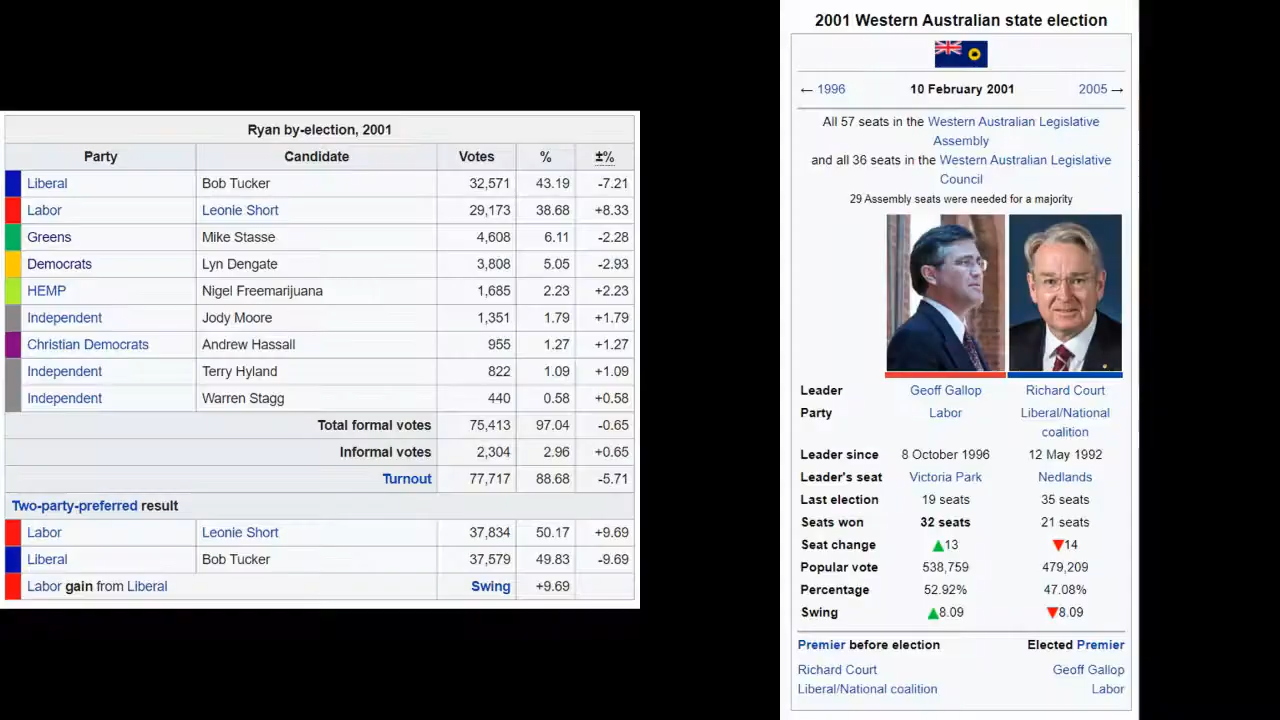 Ryan by-election, 2001
Party Candidate Votes % ±%
Liberal Bob Tucker 32,571 43.19 -7.21
Labor Leonie Short 29,173 38.68 +8.33
Greens Mike Stasse 4,608 6.11 -2.28
Democrats Lyn Dengate 3,808 5.05 -2.93
HEMP Nigel Freemarijuana 1,685 2.23 +2.23
Independent Jody Moore 1,351 1.79 +1.79
Christian Democrats Andrew Hassall 955 1.27 +1.27
Independent Terry Hyland 822 1.09 +1.09
Independent Warren Stagg 440 0.58 +0.58
Total formal votes 75,413 97.04 -0.65
Informal votes 2,304 2.96 +0.65
Turnout 77,717 88.68 -5.71
Two-party-preferred result
Labor Leonie Short 37,834 50.17 +9.69
Liberal Bob Tucker 37,579 49.83 -9.69
Labor gain from Liberal Swing +9.69
2001 Western Australian state election
← 1996 10 February 2001 2005 →
All 57 seats in the Western Australian Legislative
Assembly
and all 36 seats in the Western Australian Legislative
Council
29 Assembly seats were needed for a majority
Leader Geoff Gallop Richard Court
Party Labor Liberal/National
coalition
Leader since 8 October 1996 12 May 1992
Leader's seat Victoria Park Nedlands
Last election 19 seats 35 seats
Seats won 32 seats 21 seats
Seat change ▲13 ▼14
Popular vote 538,759 479,209
Percentage 52.92% 47.08%
Swing ▲8.09 ▼8.09
Premier before election Elected Premier
Richard Court Geoff Gallop
Liberal/National coalition Labor